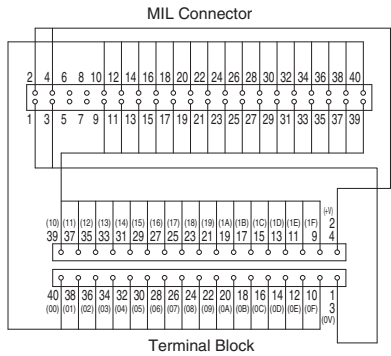 MIL Connector
2 4 6 8 10 12 14 16 18 20 22 24 26 28 30 32 34 36 38 40
1 3 5 7 9 11 13 15 17 19 21 23 25 27 29 31 33 35 37 39
(+V)
(10) (11) (12) (13) (14) (15) (16) (17) (18) (19) (1A) (1B) (1C) (1D) (1E) (1F) 2
39 37 35 33 31 29 27 25 23 21 19 17 15 13 11 9 4
40 38 36 34 32 30 28 26 24 22 20 18 16 14 12 10 1
(00) (01) (02) (03) (04) (05) (06) (07) (08) (09) (0A) (0B) (0C) (0D) (0E) (0F) 3
(0V)
Terminal Block